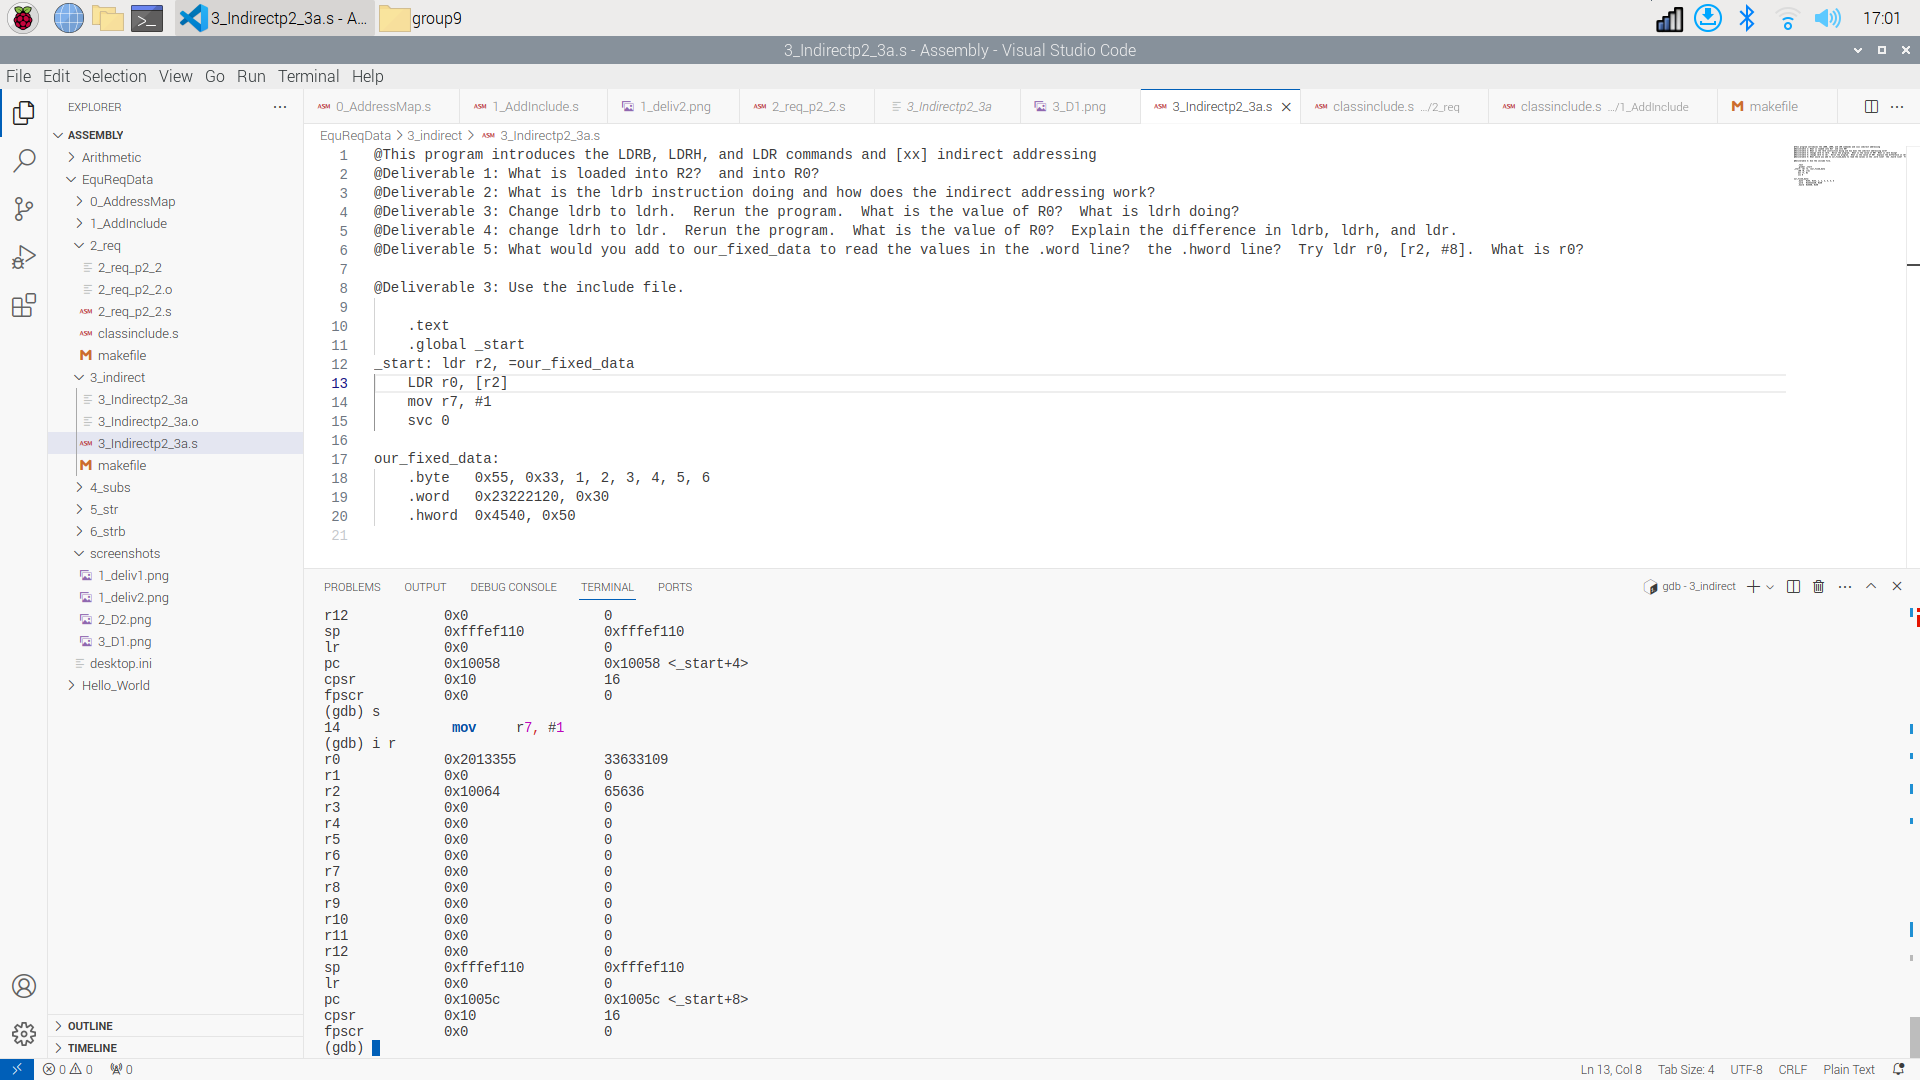 3_Indirectp2_3a.s - A...
group9
17:01
3_Indirectp2_3a.s - Assembly - Visual Studio Code
File Edit Selection View Go Run Terminal Help
EXPLORER
ASSEMBLY
Arithmetic
EquReqData
0_AddressMap
1_AddInclude
2_req
2_req_p2_2
2_req_p2_2.o
ASM 2_req_p2_2.s
ASM classinclude.s
M makefile
3_indirect
3_Indirectp2_3a
3_Indirectp2_3a.o
ASM 3_Indirectp2_3a.s
M makefile
4_subs
5_str
6_strb
screenshots
1_deliv1.png
1_deliv2.png
2_D2.png
3_D1.png
desktop.ini
Hello_World
OUTLINE
TIMELINE
ASM 0_AddressMap.s
ASM 1_AddInclude.s
1_deliv2.png
ASM 2_req_p2_2.s
3_Indirectp2_3a
3_D1.png
ASM 3_Indirectp2_3a.s
ASM classinclude.s .../2_req
ASM classinclude.s .../1_AddInclude
M makefile
EquReqData > 3_indirect > ASM 3_Indirectp2_3a.s
1 @This program introduces the LDRB, LDRH, and LDR commands and [xx] indirect addressing
2 @Deliverable 1: What is loaded into R2?  and into R0?
3 @Deliverable 2: What is the ldrb instruction doing and how does the indirect addressing work?
4 @Deliverable 3: Change ldrb to ldrh.  Rerun the program.  What is the value of R0?  What is ldrh doing?
5 @Deliverable 4: change ldrh to ldr.  Rerun the program.  What is the value of R0?  Explain the difference in ldrb, ldrh, and ldr.
6 @Deliverable 5: What would you add to our_fixed_data to read the values in the .word line?  the .hword line?  Try ldr r0, [r2, #8].  What is r0?
7
8 @Deliverable 3: Use the include file.
9
10 .text
11 .global _start
12 _start: ldr r2, =our_fixed_data
13 LDR r0, [r2]
14 mov r7, #1
15 svc 0
16
17 our_fixed_data:
18 .byte   0x55, 0x33, 1, 2, 3, 4, 5, 6
19 .word   0x23222120, 0x30
20 .hword  0x4540, 0x50
21
PROBLEMS OUTPUT DEBUG CONSOLE TERMINAL PORTS
gdb - 3_indirect
r12 0x0 0
sp 0xfffef110 0xfffef110
lr 0x0 0
pc 0x10058 0x10058 <_start+4>
cpsr 0x10 16
fpscr 0x0 0
(gdb) s
14 mov r7, #1
(gdb) i r
r0 0x2013355 33633109
r1 0x0 0
r2 0x10064 65636
r3 0x0 0
r4 0x0 0
r5 0x0 0
r6 0x0 0
r7 0x0 0
r8 0x0 0
r9 0x0 0
r10 0x0 0
r11 0x0 0
r12 0x0 0
sp 0xfffef110 0xfffef110
lr 0x0 0
pc 0x1005c 0x1005c <_start+8>
cpsr 0x10 16
fpscr 0x0 0
(gdb)
0 0 0
Ln 13, Col 8 Tab Size: 4 UTF-8 CRLF Plain Text